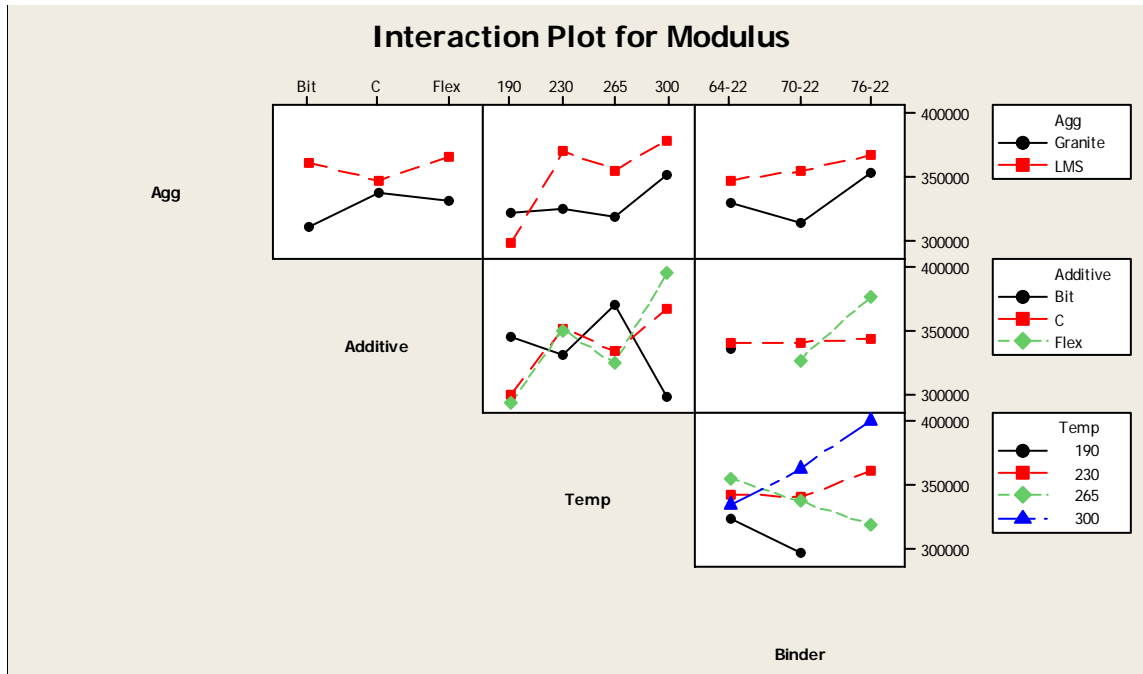 Interaction Plot for Modulus
Bit C Flex 190 230 265 300 64-22 70-22 76-22
400000
350000
300000
Agg
Agg
Granite
LMS
400000
350000
300000
Additive
Additive
Bit
C
Flex
400000
350000
300000
Temp
Temp
190
230
265
300
Binder